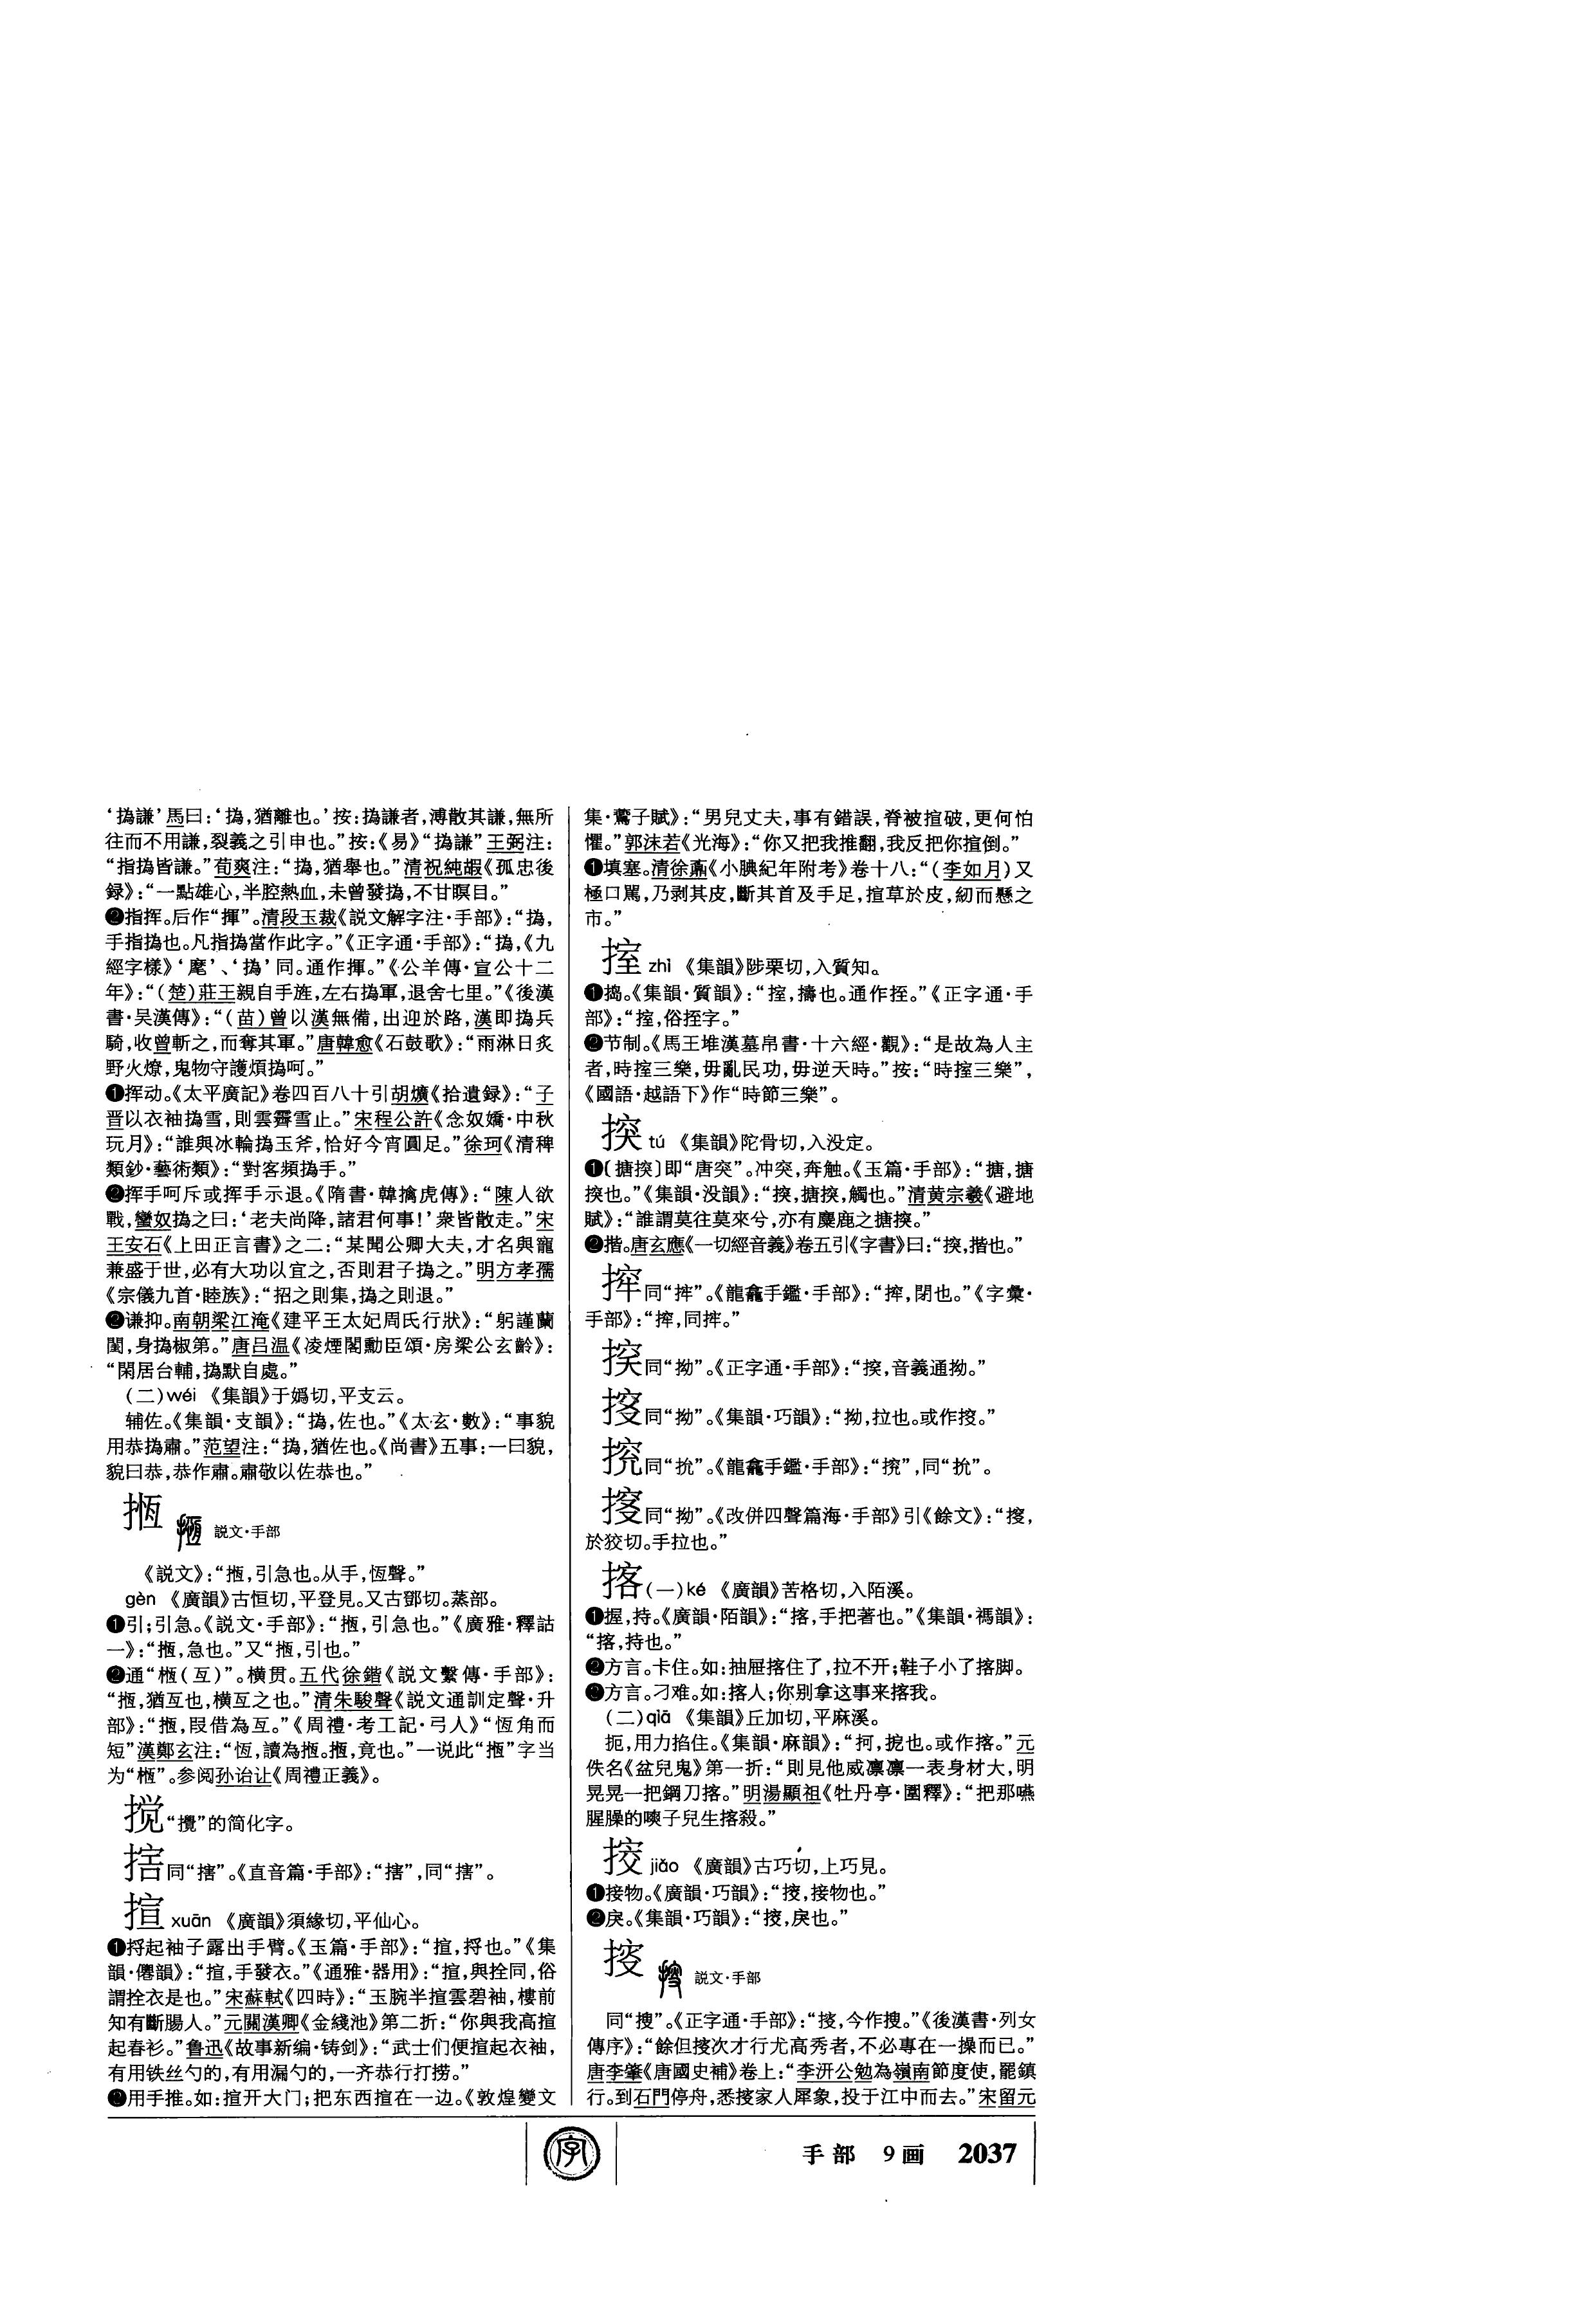 ‘撝謙’馬曰：‘撝，猶離也。’按：撝謙者，溥散其謙，無所
往而不用謙，裂義之引申也。”按：《易》“撝謙”王弼注：
“指撝皆謙。”荀爽注：“撝，猶舉也。”清祝純嘏《孤忠後
録》：“一點雄心，半腔熱血，未曾發撝，不甘瞑目。”
❷指挥。后作“揮”。清段玉裁《説文解字注·手部》：“撝，
手指撝也。凡指撝當作此字。”《正字通·手部》：“撝，《九
經字樣》‘麾’、‘撝’同。通作揮。”《公羊傳·宣公十二
年》：“（楚）莊王親自手旌，左右撝軍，退舍七里。”《後漢
書·吴漢傳》：“（苗）曾以漢無備，出迎於路，漢即撝兵
騎，收曾斬之，而奪其軍。”唐韓愈《石鼓歌》：“雨淋日炙
野火燎，鬼物守護煩撝呵。”
❶挥动。《太平廣記》卷四百八十引胡爌《拾遺録》：“子
晋以衣袖撝雪，則雲霽雪止。”宋程公許《念奴嬌·中秋
玩月》：“誰與冰輪撝玉斧，恰好今宵圓足。”徐珂《清稗
類鈔·藝術類》：“對客頻撝手。”
❷挥手呵斥或挥手示退。《隋書·韓擒虎傳》：“陳人欲
戰，蠻奴撝之曰：‘老夫尚降，諸君何事！’衆皆散走。”宋
王安石《上田正言書》之二：“某聞公卿大夫，才名與寵
兼盛于世，必有大功以宜之，否則君子撝之。”明方孝孺
《宗儀九首·睦族》：“招之則集，撝之則退。”
❷谦抑。南朝梁江淹《建平王太妃周氏行狀》：“躬謹蘭
閨，身撝椒第。”唐吕温《凌煙閣勳臣頌·房梁公玄齡》：
“閑居台輔，撝默自處。”
（二）wéi 《集韻》于嬀切，平支云。
辅佐。《集韻·支韻》：“撝，佐也。”《太玄·數》：“事貌
用恭撝肅。”范望注：“撝，猶佐也。《尚書》五事：一曰貌，
貌曰恭，恭作肅。肅敬以佐恭也。”
㮓 説文·手部
《説文》：“搄，引急也。从手，恆聲。”
gèn 《廣韻》古恒切，平登見。又古鄧切。蒸部。
❶引；引急。《説文·手部》：“搄，引急也。”《廣雅·釋詁
一》：“搄，急也。”又“搄，引也。”
❷通“㮓（亙）”。横贯。五代徐鍇《説文繫傳·手部》：
“搄，猶亙也，横亙之也。”清朱駿聲《説文通訓定聲·升
部》：“搄，叚借為亙。”《周禮·考工記·弓人》“恆角而
短”漢鄭玄注：“恆，讀為搄。搄，竟也。”一说此“搄”字当
为“㮓”。参阅孙诒让《周禮正義》。
搅“攪”的简化字。
𢰇同“㨋”。《直音篇·手部》：“㨋”，同“㨋”。
揎 xuān 《廣韻》須緣切，平仙心。
❶捋起袖子露出手臂。《玉篇·手部》：“揎，捋也。”《集
韻·僊韻》：“揎，手發衣。”《通雅·器用》：“揎，與拴同，俗
謂拴衣是也。”宋蘇軾《四時》：“玉腕半揎雲碧袖，樓前
知有斷腸人。”元關漢卿《金綫池》第二折：“你與我高揎
起春衫。”鲁迅《故事新编·铸剑》：“武士们便揎起衣袖，
有用铁丝勺的，有用漏勺的，一齐恭行打捞。”
❷用手推。如：揎开大门；把东西揎在一边。《敦煌變文
集·鷰子賦》：“男兒丈夫，事有錯誤，脊被揎破，更何怕
懼。”郭沫若《光海》：“你又把我推翻，我反把你揎倒。”
❶填塞。清徐鼒《小腆紀年附考》卷十八：“（李如月）又
極口駡，乃剥其皮，斷其首及手足，揎草於皮，紉而懸之
市。”
㨖 zhì 《集韻》陟栗切，入質知。
❶捣。《集韻·質韻》：“㨖，擣也。通作挃。”《正字通·手
部》：“㨖，俗挃字。”
❷节制。《馬王堆漢墓帛書·十六經·觀》：“是故為人主
者，時㨖三樂，毋亂民功，毋逆天時。”按：“時㨖三樂”，
《國語·越語下》作“時節三樂”。
揬 tú 《集韻》陀骨切，入没定。
❶〔搪揬〕即“唐突”。冲突，奔触。《玉篇·手部》：“搪，搪
揬也。”《集韻·没韻》：“揬，搪揬，觸也。”清黄宗羲《避地
賦》：“誰謂莫往莫來兮，亦有麋鹿之搪揬。”
❷揩。唐玄應《一切經音義》卷五引《字書》曰：“揬，揩也。”
同“捭”。《龍龕手鑑·手部》：“搾，閉也。”《字彙·
手部》：“搾，同捭。”
同“拗”。《正字通·手部》：“㨱，音義通拗。”
同“拗”。《集韻·巧韻》：“拗，拉也。或作㨋。”
同“抗”。《龍龕手鑑·手部》：“㨪”，同“抭”。
同“拗”。《改併四聲篇海·手部》引《餘文》：“㨋，
於狡切。手拉也。”
揢（一）ké 《廣韻》苦格切，入陌溪。
❶握，持。《廣韻·陌韻》：“揢，手把著也。”《集韻·禡韻》：
“揢，持也。”
❷方言。卡住。如：抽屉揢住了，拉不开；鞋子小了揢脚。
❸方言。刁难。如：揢人；你别拿这事来揢我。
（二）qiā 《集韻》丘加切，平麻溪。
扼，用力掐住。《集韻·麻韻》：“抲，挖也。或作揢。”元
佚名《盆兒鬼》第一折：“則見他威凛凛一表身材大，明
晃晃一把鋼刀揢。”明湯顯祖《牡丹亭·圍釋》：“把那嚥
腥臊的㖩子兒生揢殺。”
㨋 jiǎo 《廣韻》古巧切，上巧見。
❶接物。《廣韻·巧韻》：“㨋，接物也。”
❷戾。《集韻·巧韻》：“㨋，戾也。”
㨃 説文·手部
同“搜”。《正字通·手部》：“㨃，今作搜。”《後漢書·列女
傳序》：“餘但㨃次才行尤高秀者，不必專在一操而已。”
唐李肇《唐國史補》卷上：“李汧公勉為嶺南節度使，罷鎮
行。到石門停舟，悉㨃家人犀象，投于江中而去。”宋留元
手部 9画 2037